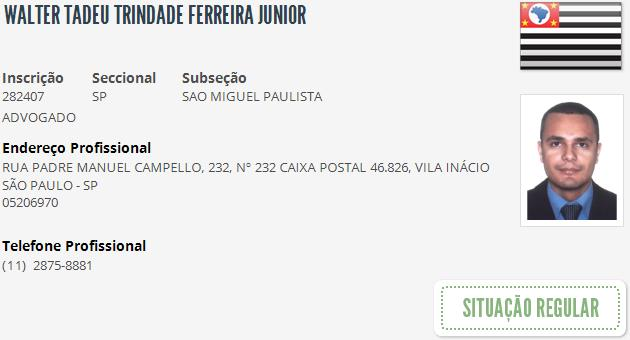 WALTER TADEU TRINDADE FERREIRA JUNIOR
Inscrição Seccional Subseção
282407 SP SAO MIGUEL PAULISTA
ADVOGADO
Endereço Profissional
RUA PADRE MANUEL CAMPELLO, 232, Nº 232 CAIXA POSTAL 46.826, VILA INÁCIO
SÃO PAULO - SP
05206970
Telefone Profissional
(11) 2875-8881
SITUAÇÃO REGULAR